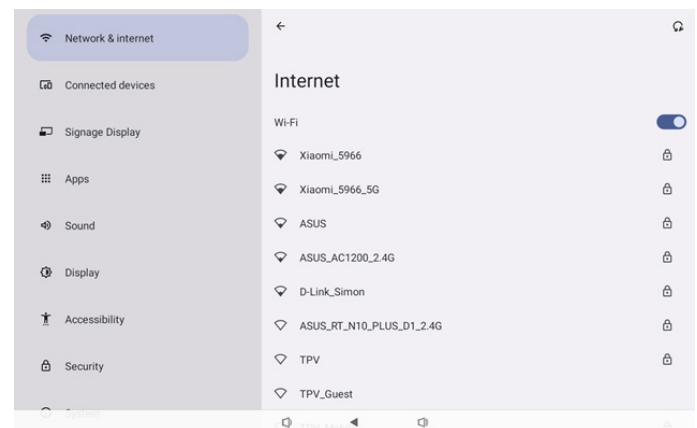 Network & internet
Connected devices
Signage Display
Apps
Sound
Display
Accessibility
Security
System
Internet
Wi-Fi
Xiaomi_5966
Xiaomi_5966_5G
ASUS
ASUS_AC1200_2.4G
D-Link_Simon
ASUS_RT_N10_PLUS_D1_2.4G
TPV
TPV_Guest